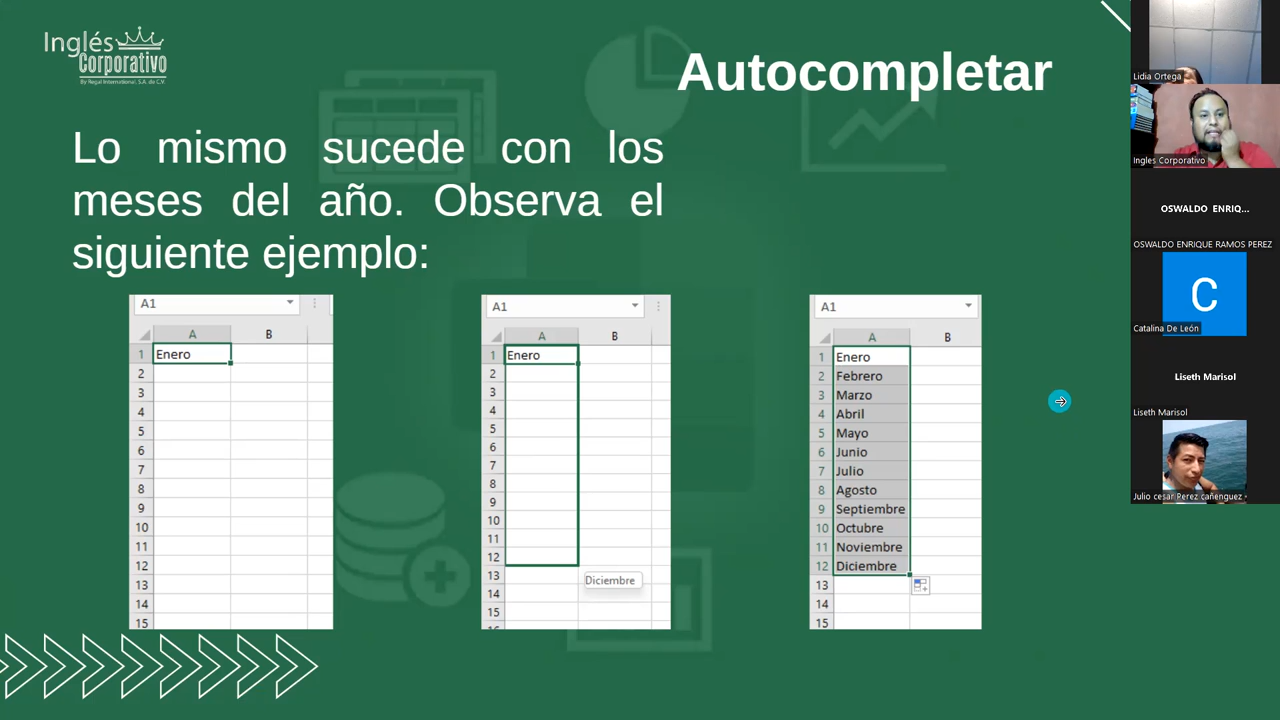 Inglés
Corporativo
By Regal International, S.A. de C.V.
Autocompletar
Lo mismo sucede con los
meses del año. Observa el
siguiente ejemplo:
A1
A B
1 Enero
2
3
4
5
6
7
8
9
10
11
12
13
14
15
A1
A B
1 Enero
2
3
4
5
6
7
8
9
10
11
12
13 Diciembre
14
15
A1
A B
1 Enero
2 Febrero
3 Marzo
4 Abril
5 Mayo
6 Junio
7 Julio
8 Agosto
9 Septiembre
10 Octubre
11 Noviembre
12 Diciembre
13
14
15
Lidia Ortega
Ingles Corporativo
OSWALDO ENRIQ...
OSWALDO ENRIQUE RAMOS PEREZ
C
Catalina De León
Liseth Marisol
Liseth Marisol
Julio cesar Perez cañenguez